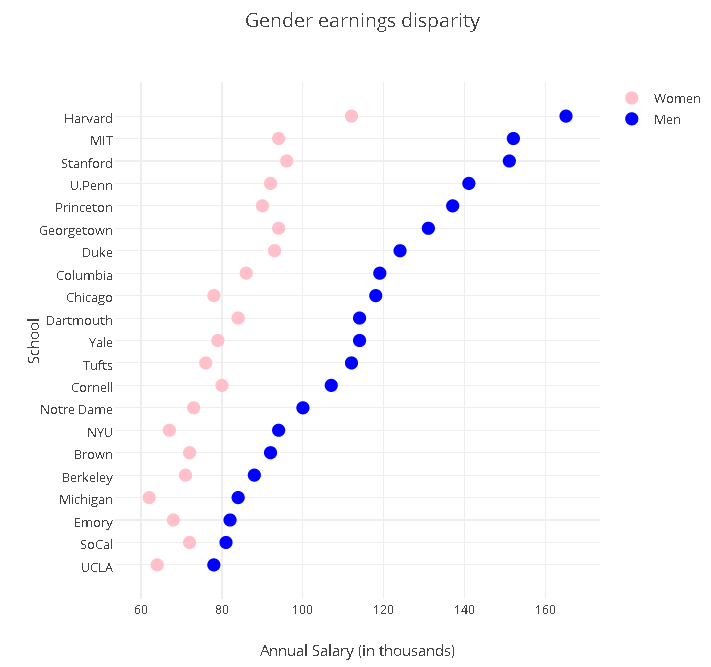 Gender earnings disparity
Women
Men
Harvard
MIT
Stanford
U.Penn
Princeton
Georgetown
Duke
Columbia
Chicago
Dartmouth
Yale
Tufts
Cornell
Notre Dame
NYU
Brown
Berkeley
Michigan
Emory
SoCal
UCLA
School
60 80 100 120 140 160
Annual Salary (in thousands)